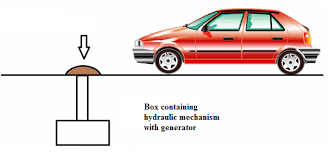 Box containing
hydraulic mechanism
with generator